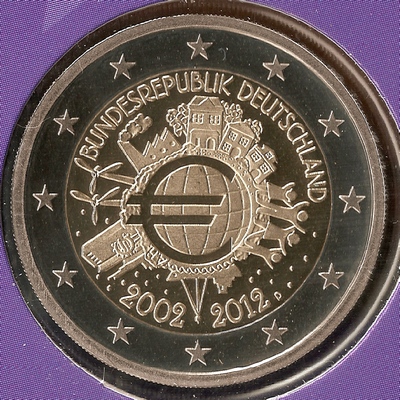 BUNDESREPUBLIK DEUTSCHLAND
2002 2012
D